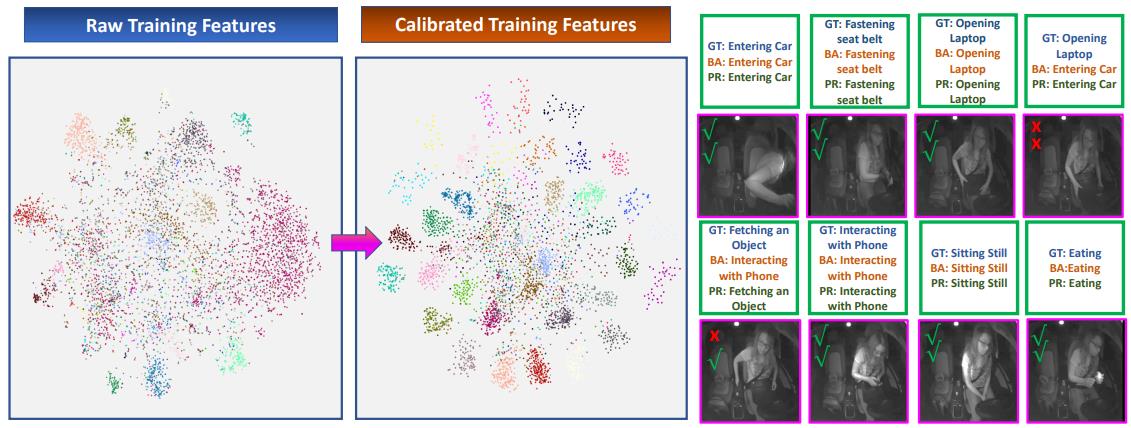 Raw Training Features
Calibrated Training Features
GT: Entering Car
BA: Entering Car
PR: Entering Car
GT: Fastening
seat belt
BA: Fastening
seat belt
PR: Fastening
seat belt
GT: Opening
Laptop
BA: Opening
Laptop
PR: Opening
Laptop
GT: Opening
Laptop
BA: Entering Car
PR: Entering Car
√
√
√
√
√
√
X
X
GT: Fetching an
Object
BA: Interacting
with Phone
PR: Fetching an
Object
GT: Interacting
with Phone
BA: Interacting
with Phone
PR: Interacting
with Phone
GT: Sitting Still
BA: Sitting Still
PR: Sitting Still
GT: Eating
BA:Eating
PR: Eating
X
√
√
√
√
√
√
√